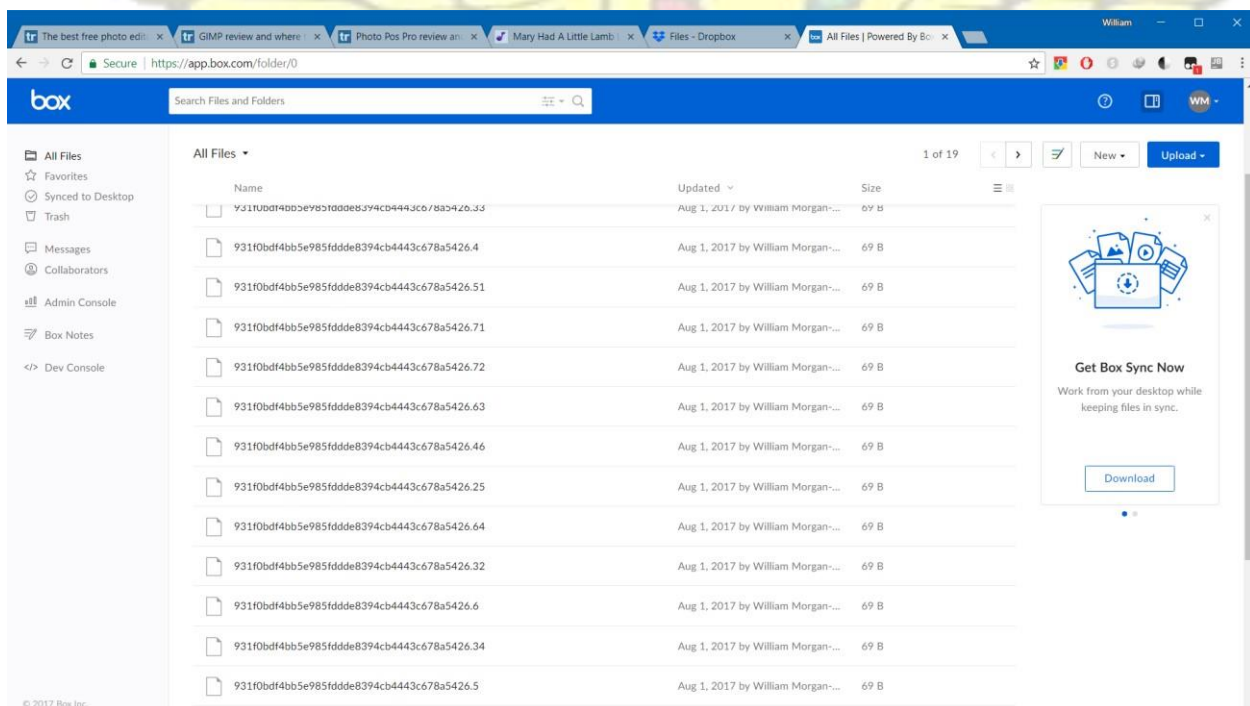 William
The best free photo edit
GIMP review and where t
Photo Pos Pro review an
Mary Had A Little Lamb
Files - Dropbox
All Files | Powered By Bo
Secure
https://app.box.com/folder/0
box
Search Files and Folders
WM
All Files
Favorites
Synced to Desktop
Trash
Messages
Collaborators
Admin Console
Box Notes
</> Dev Console
© 2017 Box Inc.
All Files
1 of 19
New
Upload
Name Updated Size
931f0bdf4bb5e985fddde8394cb4443c678a5426.33 Aug 1, 2017 by William Morgan-... 69 B
931f0bdf4bb5e985fddde8394cb4443c678a5426.4 Aug 1, 2017 by William Morgan-... 69 B
931f0bdf4bb5e985fddde8394cb4443c678a5426.51 Aug 1, 2017 by William Morgan-... 69 B
931f0bdf4bb5e985fddde8394cb4443c678a5426.71 Aug 1, 2017 by William Morgan-... 69 B
931f0bdf4bb5e985fddde8394cb4443c678a5426.72 Aug 1, 2017 by William Morgan-... 69 B
931f0bdf4bb5e985fddde8394cb4443c678a5426.63 Aug 1, 2017 by William Morgan-... 69 B
931f0bdf4bb5e985fddde8394cb4443c678a5426.46 Aug 1, 2017 by William Morgan-... 69 B
931f0bdf4bb5e985fddde8394cb4443c678a5426.25 Aug 1, 2017 by William Morgan-... 69 B
931f0bdf4bb5e985fddde8394cb4443c678a5426.64 Aug 1, 2017 by William Morgan-... 69 B
931f0bdf4bb5e985fddde8394cb4443c678a5426.32 Aug 1, 2017 by William Morgan-... 69 B
931f0bdf4bb5e985fddde8394cb4443c678a5426.6 Aug 1, 2017 by William Morgan-... 69 B
931f0bdf4bb5e985fddde8394cb4443c678a5426.34 Aug 1, 2017 by William Morgan-... 69 B
931f0bdf4bb5e985fddde8394cb4443c678a5426.5 Aug 1, 2017 by William Morgan-... 69 B
Get Box Sync Now
Work from your desktop while
keeping files in sync.
Download